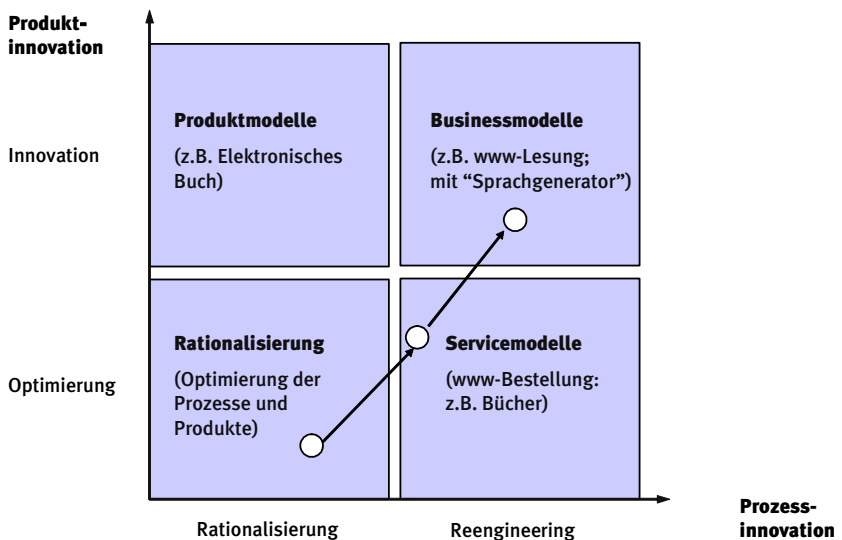 Produkt-
innovation
Innovation
Produktmodelle
(z.B. Elektronisches
Buch)
Businessmodelle
(z.B. www-Lesung;
mit “Sprachgenerator”)
Optimierung
Rationalisierung
(Optimierung der
Prozesse und
Produkte)
Servicemodelle
(www-Bestellung:
z.B. Bücher)
Rationalisierung
Reengineering
Prozess-
innovation